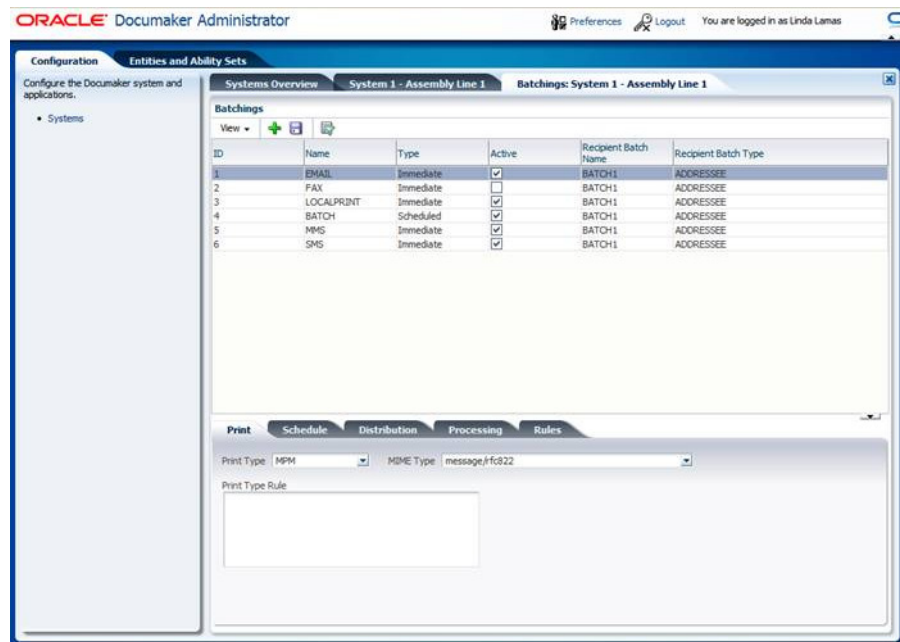 ORACLE Documaker Administrator
Preferences Logout You are logged in as Linda Lamas
Configuration Entities and Ability Sets
Configure the Documaker system and
applications.
• Systems
Systems Overview System 1 - Assembly Line 1 Batchings: System 1 - Assembly Line 1
Batchings
View
ID Name Type Active Recipient Batch Name Recipient Batch Type
1 EMAIL Immediate BATCH1 ADDRESSEE
2 FAX Immediate BATCH1 ADDRESSEE
3 LOCALPRINT Immediate BATCH1 ADDRESSEE
4 BATCH Scheduled BATCH1 ADDRESSEE
5 MMS Immediate BATCH1 ADDRESSEE
6 SMS Immediate BATCH1 ADDRESSEE
Print Schedule Distribution Processing Rules
Print Type MPM MIME Type message/rfc822
Print Type Rule